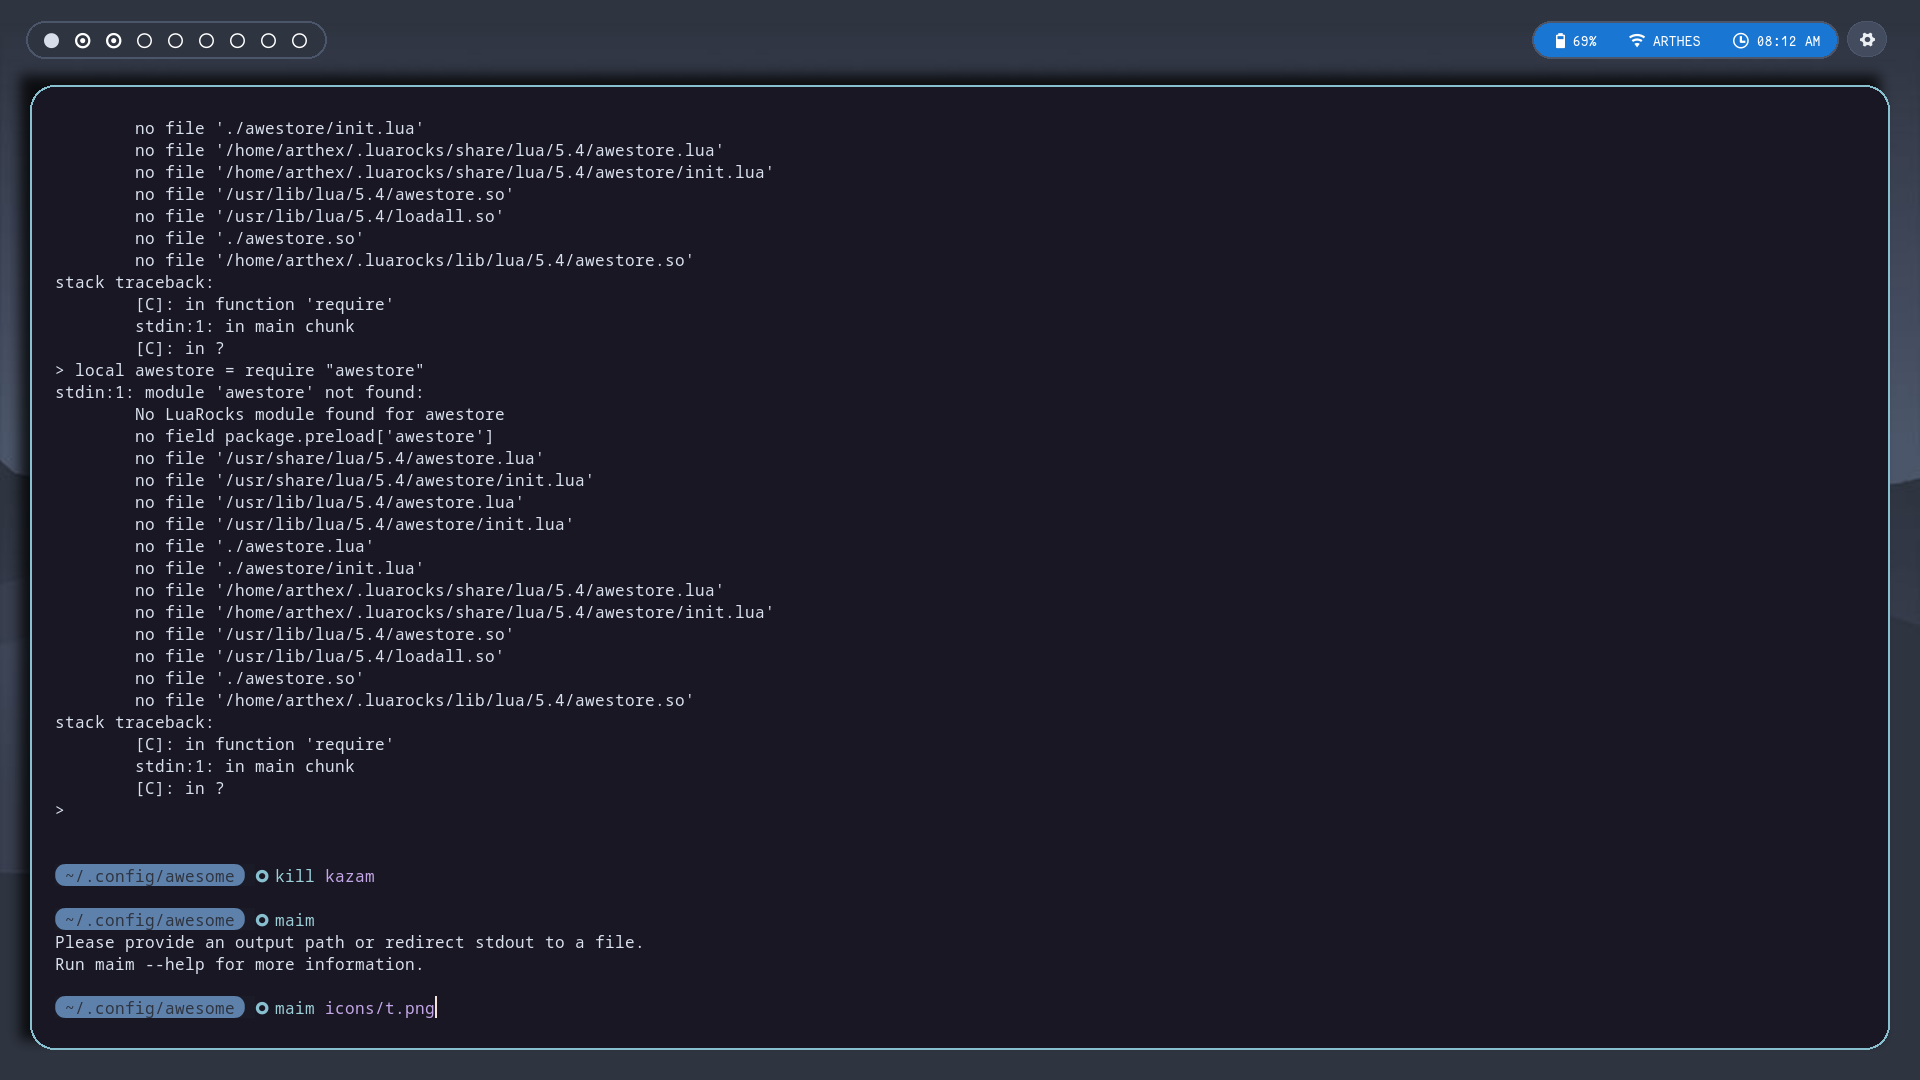 69% ARTHES 08:12 AM
no file './awestore/init.lua'
no file '/home/arthex/.luarocks/share/lua/5.4/awestore.lua'
no file '/home/arthex/.luarocks/share/lua/5.4/awestore/init.lua'
no file '/usr/lib/lua/5.4/awestore.so'
no file '/usr/lib/lua/5.4/loadall.so'
no file './awestore.so'
no file '/home/arthex/.luarocks/lib/lua/5.4/awestore.so'
stack traceback:
[C]: in function 'require'
stdin:1: in main chunk
[C]: in ?
> local awestore = require "awestore"
stdin:1: module 'awestore' not found:
No LuaRocks module found for awestore
no field package.preload['awestore']
no file '/usr/share/lua/5.4/awestore.lua'
no file '/usr/share/lua/5.4/awestore/init.lua'
no file '/usr/lib/lua/5.4/awestore.lua'
no file '/usr/lib/lua/5.4/awestore/init.lua'
no file './awestore.lua'
no file './awestore/init.lua'
no file '/home/arthex/.luarocks/share/lua/5.4/awestore.lua'
no file '/home/arthex/.luarocks/share/lua/5.4/awestore/init.lua'
no file '/usr/lib/lua/5.4/awestore.so'
no file '/usr/lib/lua/5.4/loadall.so'
no file './awestore.so'
no file '/home/arthex/.luarocks/lib/lua/5.4/awestore.so'
stack traceback:
[C]: in function 'require'
stdin:1: in main chunk
[C]: in ?
>
~/.config/awesome kill kazam
~/.config/awesome maim
Please provide an output path or redirect stdout to a file.
Run maim --help for more information.
~/.config/awesome maim icons/t.png